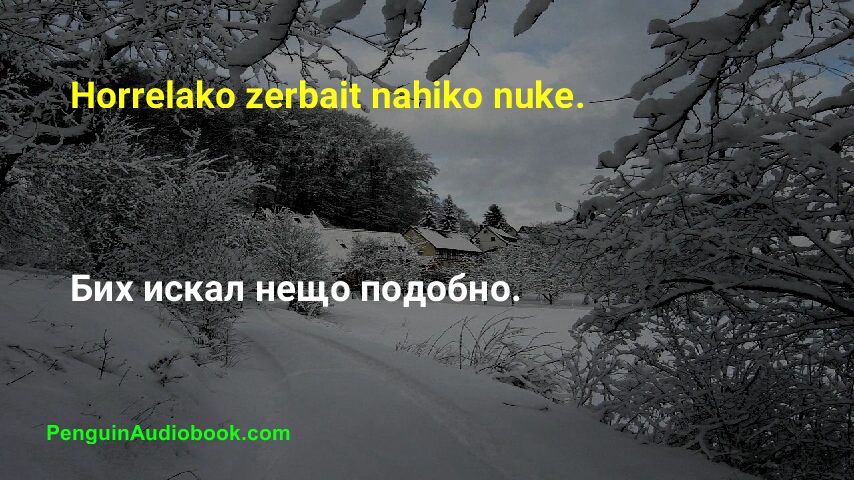 Horrelako zerbait nahiko nuke.
Бих искал нещо подобно.
PenguinAudiobook.com